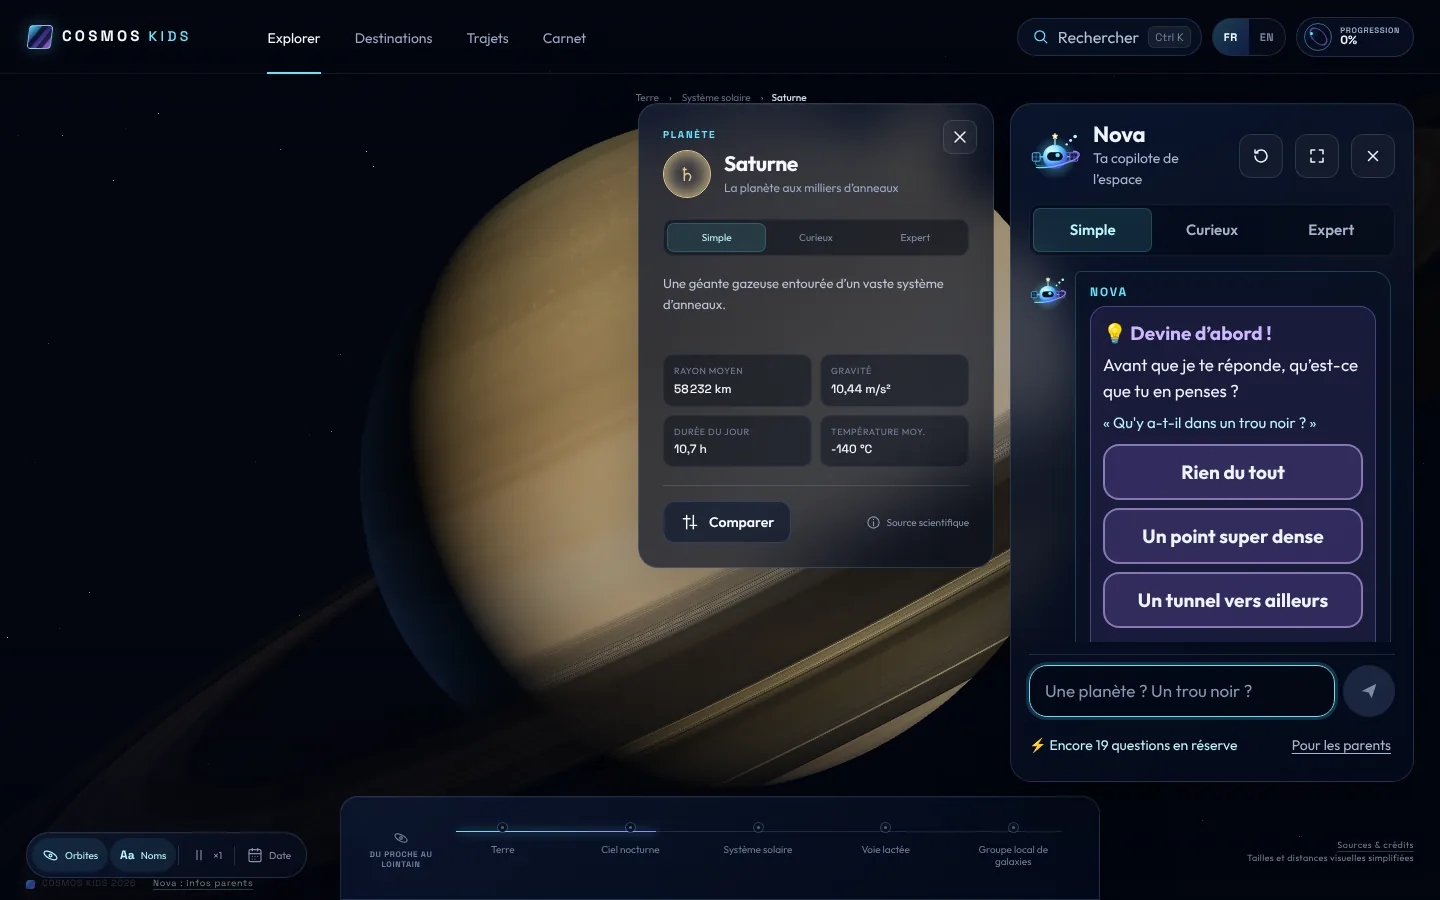 COSMOS KIDS
Explorer
Destinations
Trajets
Carnet
Rechercher Ctrl K
FR EN
PROGRESSION
0%
Terre › Système solaire › Saturne
PLANÈTE
Saturne
La planète aux milliers d’anneaux
Simple Curieux Expert
Une géante gazeuse entourée d’un vaste système
d’anneaux.
RAYON MOYEN
58 232 km
GRAVITÉ
10,44 m/s²
DURÉE DU JOUR
10,7 h
TEMPÉRATURE MOY.
-140 °C
Comparer
Source scientifique
Nova
Ta copilote de
l’espace
Simple Curieux Expert
NOVA
💡 Devine d’abord !
Avant que je te réponde, qu’est-ce
que tu en penses ?
« Qu'y a-t-il dans un trou noir ? »
Rien du tout
Un point super dense
Un tunnel vers ailleurs
Une planète ? Un trou noir ?
⚡ Encore 19 questions en réserve
Pour les parents
DU PROCHE AU
LOINTAIN
Terre
Ciel nocturne
Système solaire
Voie lactée
Groupe local de
galaxies
Orbites
Aa Noms
×1
Date
COSMOS KIDS 2026
Nova : Infos parents
Sources & crédits
Tailles et distances visuelles simplifiées